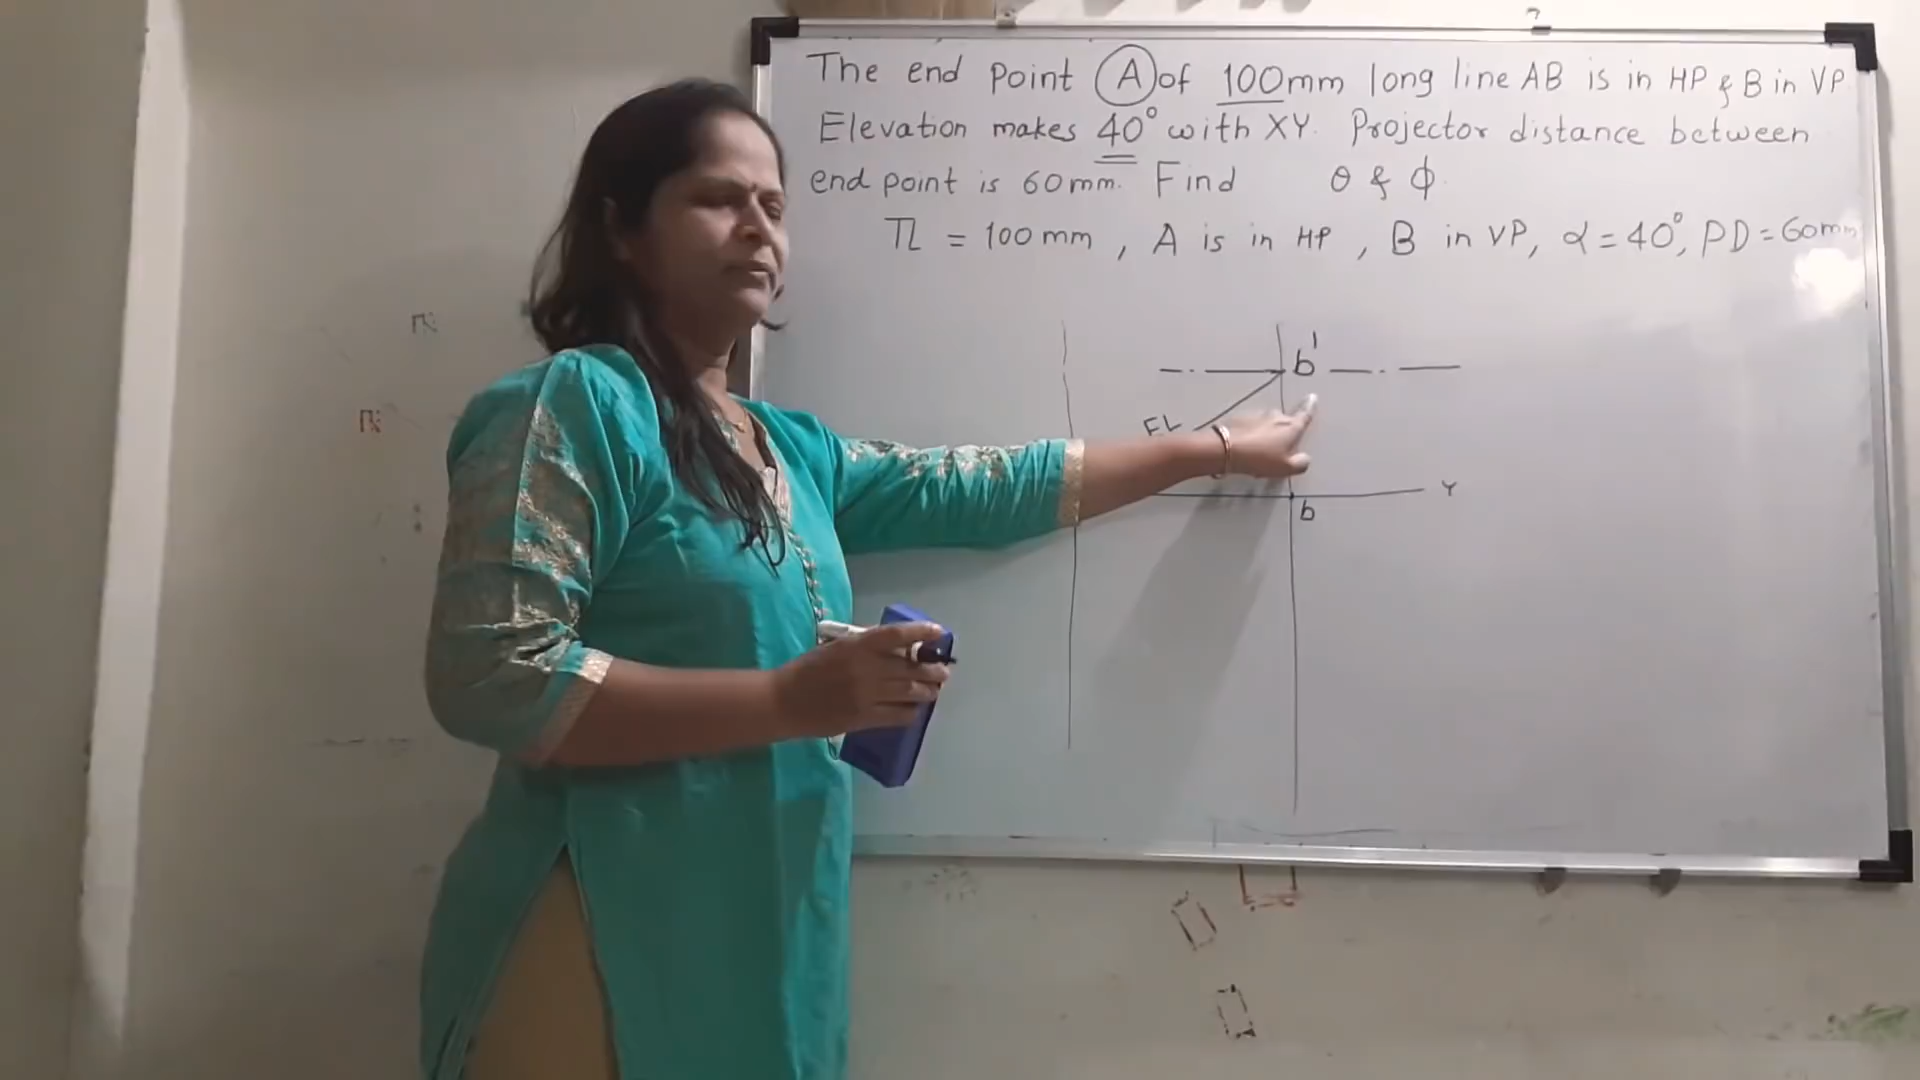 The end point A of 100mm long line AB is in HP & B in VP
Elevation makes 40° with XY. Projector distance between
end point is 60mm. Find θ & ϕ.
TL = 100 mm, A is in HP, B in VP, α = 40°, PD = 60mm
b'
FL
Y
b